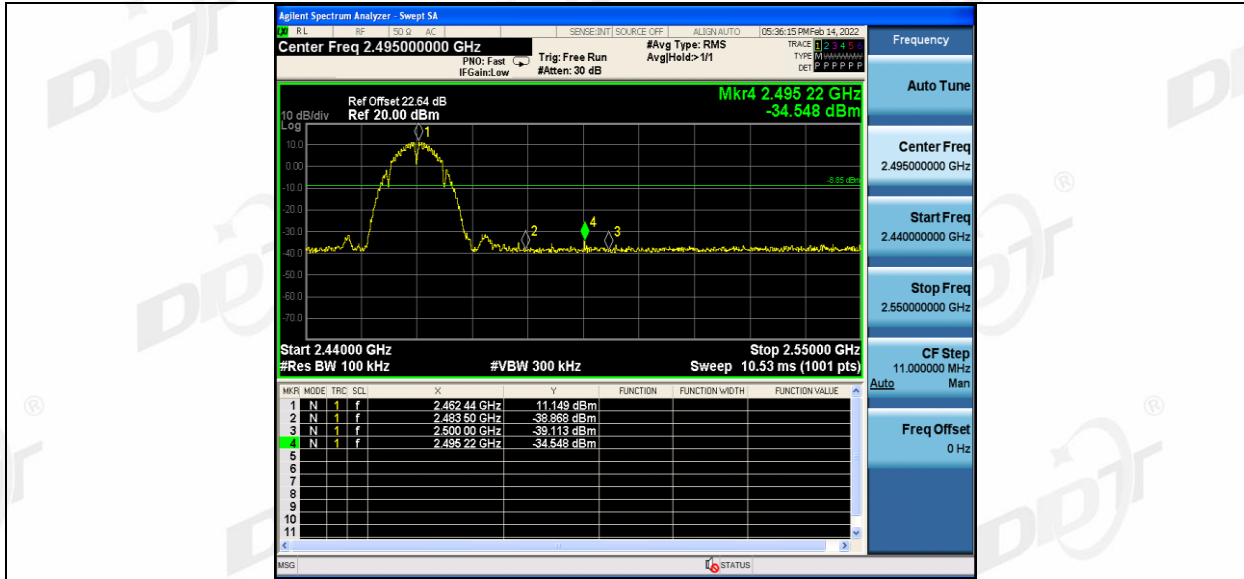 Agilent Spectrum Analyzer - Swept SA
RL RF 50 Ω AC SENSE:INT SOURCE OFF ALIGN AUTO 05:36:15 PM Feb 14, 2022
Center Freq 2.495000000 GHz
PNO: Fast
IFGain:Low
Trig: Free Run
#Atten: 30 dB
#Avg Type: RMS
Avg|Hold:>1/1
TRACE 1 2 3 4 5 6
TYPE M
DET P P P P P P
Frequency
Mkr4 2.495 22 GHz
-34.548 dBm
Ref Offset 22.64 dB
10 dB/div Ref 20.00 dBm
Log
10.0
0.00
-10.0
-20.0
-30.0
-40.0
-50.0
-60.0
-70.0
1
2
4
3
-8.85 dBm
Start 2.44000 GHz Stop 2.55000 GHz
#Res BW 100 kHz #VBW 300 kHz Sweep 10.53 ms (1001 pts)
MKR MODE TRC SCL X Y FUNCTION FUNCTION WIDTH FUNCTION VALUE
1 N 1 f 2.462 44 GHz 11.149 dBm
2 N 1 f 2.483 50 GHz -38.868 dBm
3 N 1 f 2.500 00 GHz -39.113 dBm
4 N 1 f 2.495 22 GHz -34.548 dBm
5
6
7
8
9
10
11
MSG STATUS
Auto Tune
Center Freq
2.495000000 GHz
Start Freq
2.440000000 GHz
Stop Freq
2.550000000 GHz
CF Step
11.000000 MHz
Auto Man
Freq Offset
0 Hz